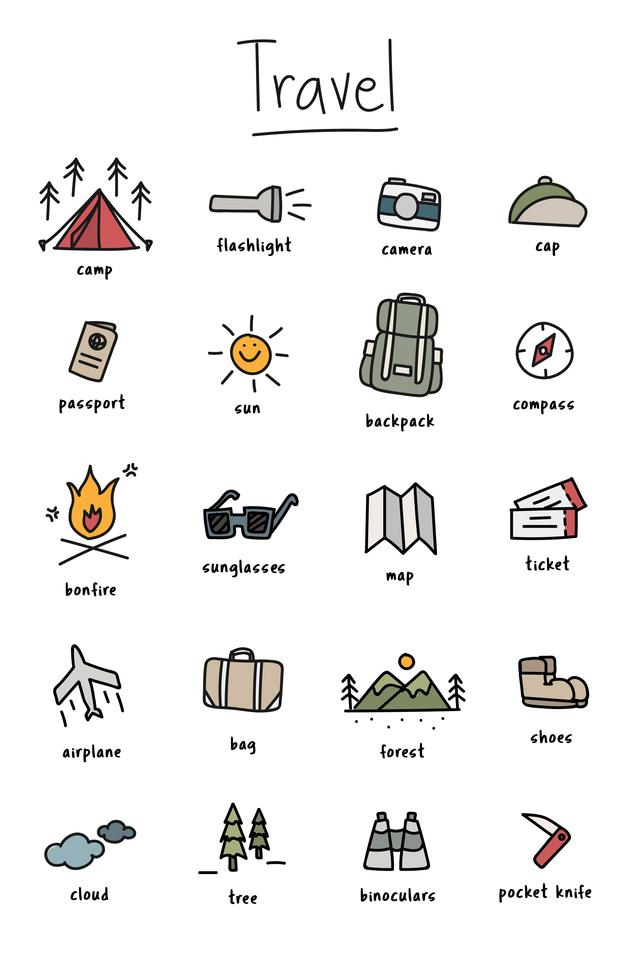 Travel
camp
flashlight
camera
cap
passport
sun
backpack
compass
bonfire
sunglasses
map
ticket
airplane
bag
forest
shoes
cloud
tree
binoculars
pocket knife